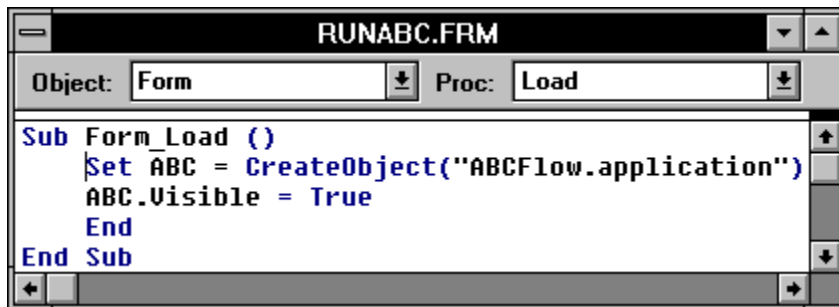 RUNABC.FRM
Object: Form Proc: Load
Sub Form_Load ()
    Set ABC = CreateObject("ABCFlow.application")
    ABC.Visible = True
    End
End Sub